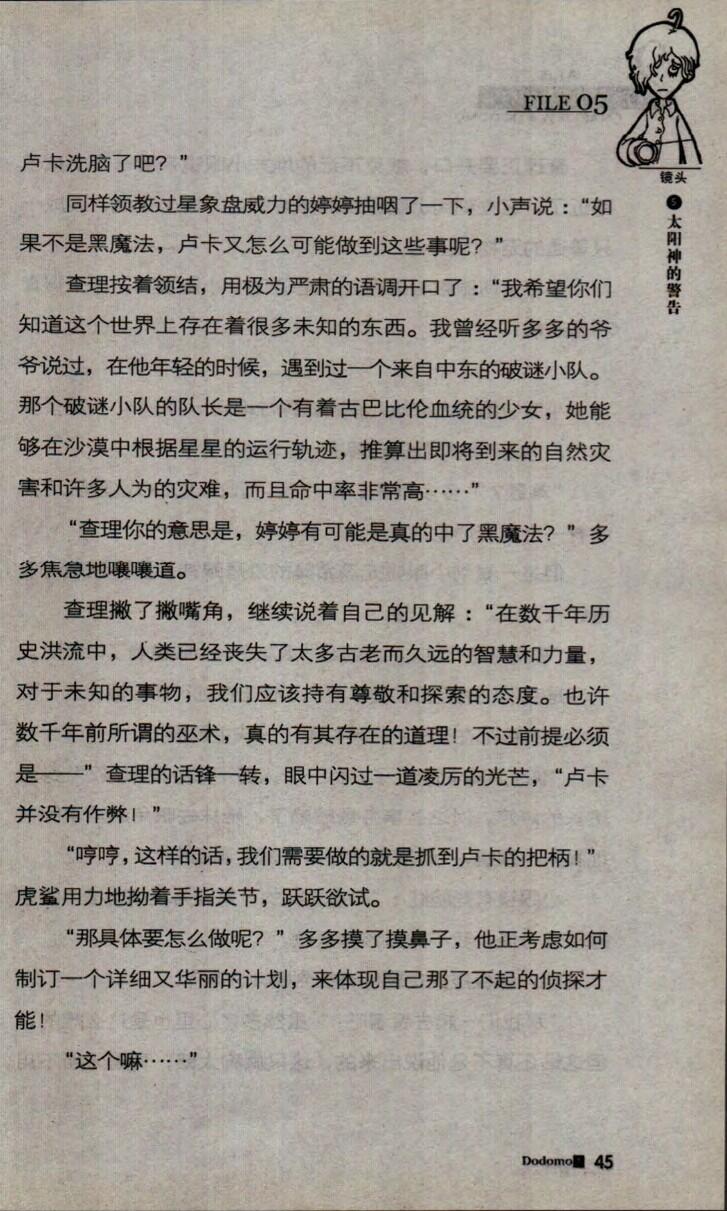 FILE 05
镜头
5
太阳神的警告
卢卡洗脑了吧？”
同样领教过星象盘威力的婷婷抽咽了一下，小声说：“如
果不是黑魔法，卢卡又怎么可能做到这些事呢？”
查理按着领结，用极为严肃的语调开口了：“我希望你们
知道这个世界上存在着很多未知的东西。我曾经听多多的爷
爷说过，在他年轻的时候，遇到过一个来自中东的破谜小队。
那个破谜小队的队长是一个有着古巴比伦血统的少女，她能
够在沙漠中根据星星的运行轨迹，推算出即将到来的自然灾
害和许多人为的灾难，而且命中率非常高……”
“查理你的意思是，婷婷有可能是真的中了黑魔法？”多
多焦急地嚷嚷道。
查理撇了撇嘴角，继续说着自己的见解：“在数千年历
史洪流中，人类已经丧失了太多古老而久远的智慧和力量，
对于未知的事物，我们应该持有尊敬和探索的态度。也许
数千年前所谓的巫术，真的有其存在的道理！不过前提必须
是——”查理的话锋一转，眼中闪过一道凌厉的光芒，“卢卡
并没有作弊！”
“哼哼，这样的话，我们需要做的就是抓到卢卡的把柄！”
虎鲨用力地拗着手指关节，跃跃欲试。
“那具体要怎么做呢？”多多摸了摸鼻子，他正考虑如何
制订一个详细又华丽的计划，来体现自己那了不起的侦探才
能！
“这个嘛……”
Dodomo 45